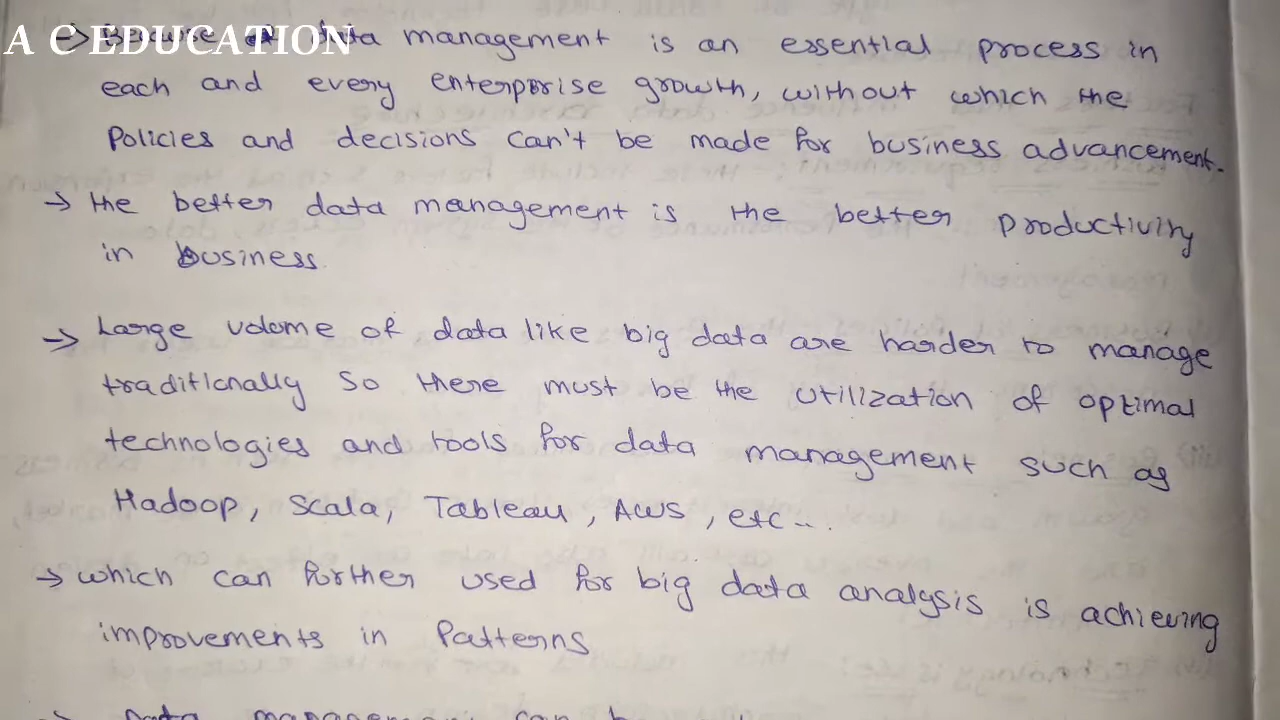 A C EDUCATION
→ Because data management is an essential process in
each and every enterprise growth, without which the
Policies and decisions can't be made for business advancement.
→ the better data management is the better productivity
in business.
→ Large volume of data like big data are harder to manage
traditionally so there must be the utilization of optimal
technologies and tools for data management such as
Hadoop, Scala, Tableau, AWS, etc...
→ which can further used for big data analysis is achieving
improvements in Patterns
→ Data management can